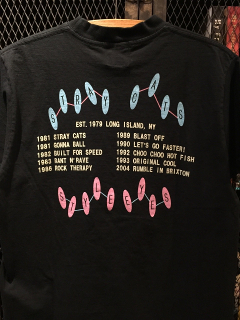 STRAY CATS
EST. 1979 LONG ISLAND, NY
1981 STRAY CATS
1981 GONNA BALL
1982 BUILT FOR SPEED
1983 RANT N' RAVE
1986 ROCK THERAPY
1989 BLAST OFF
1990 LET'S GO FASTER!
1992 CHOO CHOO HOT FISH
1993 ORIGINAL COOL
2004 RUMBLE IN BRIXTON
STYLEEYES